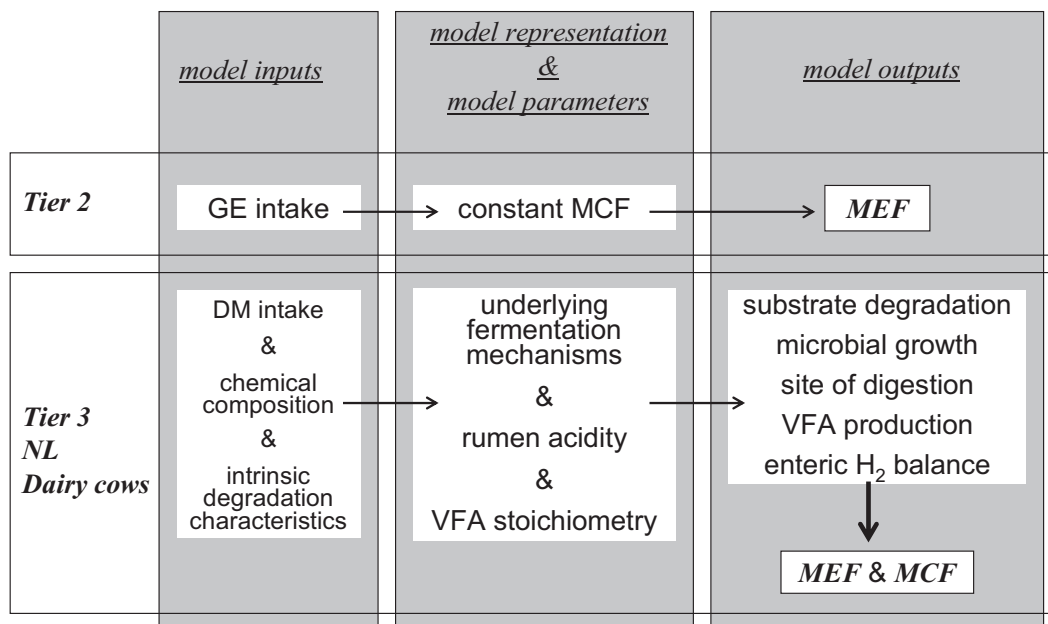 model inputs
model representation
&
model parameters
model outputs
Tier 2
GE intake
constant MCF
MEF
Tier 3
NL
Dairy cows
DM intake
&
chemical
composition
&
intrinsic
degradation
characteristics
underlying
fermentation
mechanisms
&
rumen acidity
&
VFA stoichiometry
substrate degradation
microbial growth
site of digestion
VFA production
enteric H₂ balance
MEF & MCF